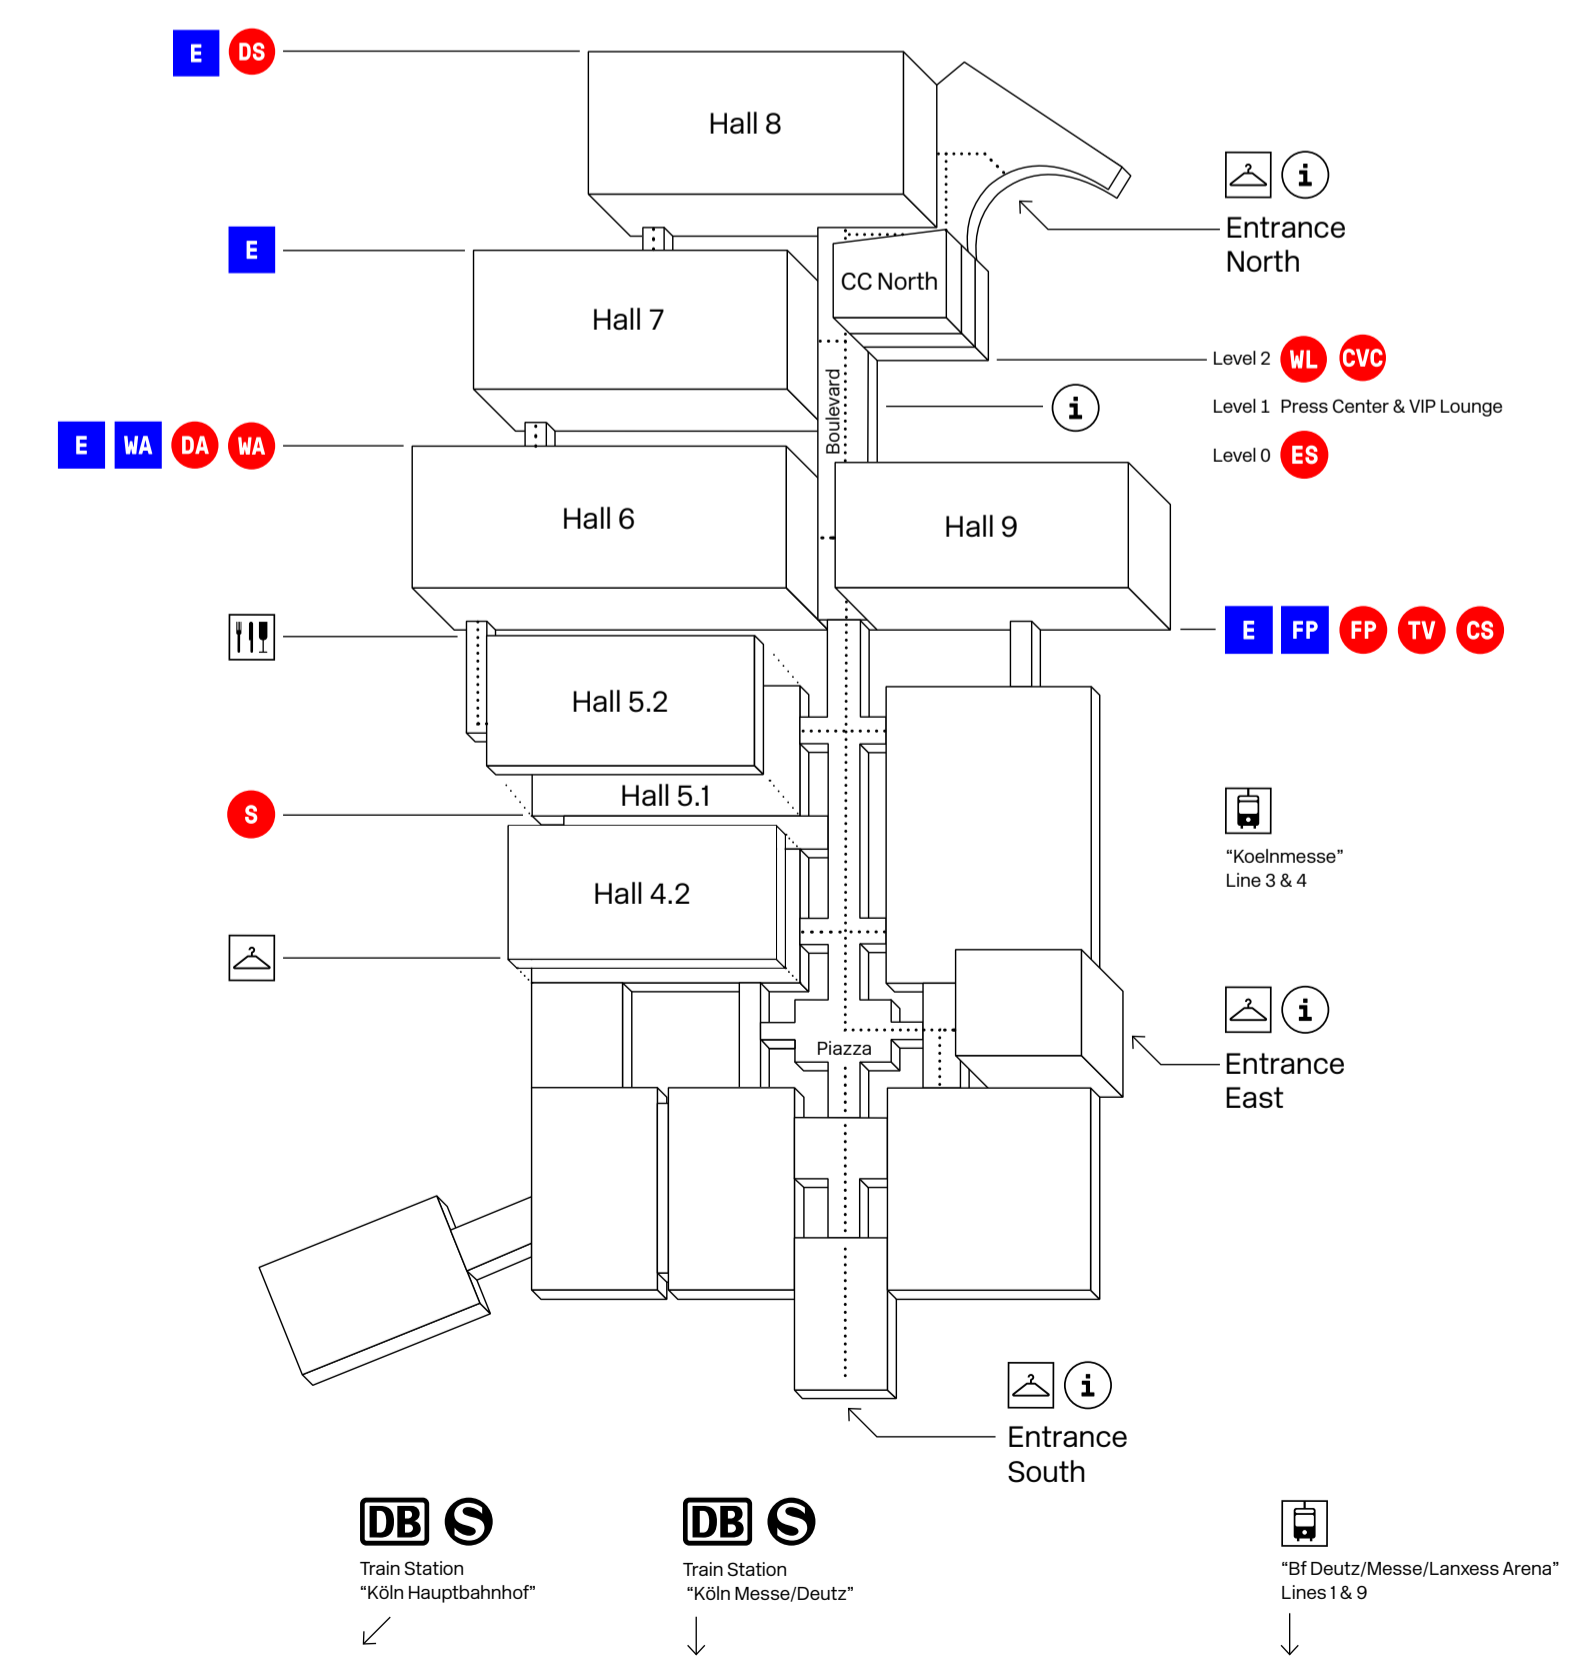 E DS
Hall 8
Entrance
North
E
Hall 7
CC North
Level 2 WL CVC
Boulevard
i
Level 1 Press Center & VIP Lounge
Level 0 ES
E WA DA WA
Hall 6
Hall 9
E FP FP TV CS
Hall 5.2
Hall 5.1
S
Hall 4.2
"Koelnmesse"
Line 3 & 4
i
Piazza
i
Entrance
East
i
Entrance
South
DB S
Train Station
"Köln Hauptbahnhof"
DB S
Train Station
"Köln Messe/Deutz"
"Bf Deutz/Messe/Lanxess Arena"
Lines 1 & 9